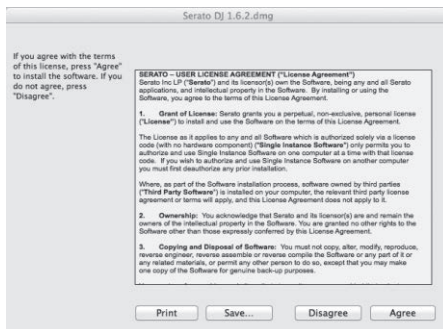 Serato DJ 1.6.2.dmg
If you agree with the terms
of this license, press "Agree"
to install the software. If you
do not agree, press
"Disagree".
SERATO – USER LICENSE AGREEMENT ("License Agreement")
Serato Inc LP ("Serato") and its licensor(s) own the Software, being any and all Serato
applications, and intellectual property in the Software. By installing or using the
Software, you agree to the terms of this License Agreement.
1. Grant of License: Serato grants you a perpetual, non-exclusive, personal license
("License") to install and use the Software on the terms of this License Agreement.
The License as it applies to any and all Software which is authorized solely via a license
code (with no hardware component) ("Single Instance Software") only permits you to
authorize and use Single Instance Software on one computer at a time with that license
code. If you wish to authorize and use Single Instance Software on another computer
you must first deauthorize any prior installation.
Where, as part of the Software installation process, software owned by third parties
("Third Party Software") is installed on your computer, the relevant third party license
agreement or terms will apply, and this License Agreement does not apply to it.
2. Ownership: You acknowledge that Serato and its licensor(s) are and remain the
owners of the intellectual property in the Software. You are granted no other rights to the
Software other than those expressly conferred by this License Agreement.
3. Copying and Disposal of Software: You must not copy, alter, modify, reproduce,
reverse engineer, reverse assemble or reverse compile the Software or any part of it or
any related materials, or permit any other person to do so, except that you may make
one copy of the Software for genuine back-up purposes.
Print Save... Disagree Agree